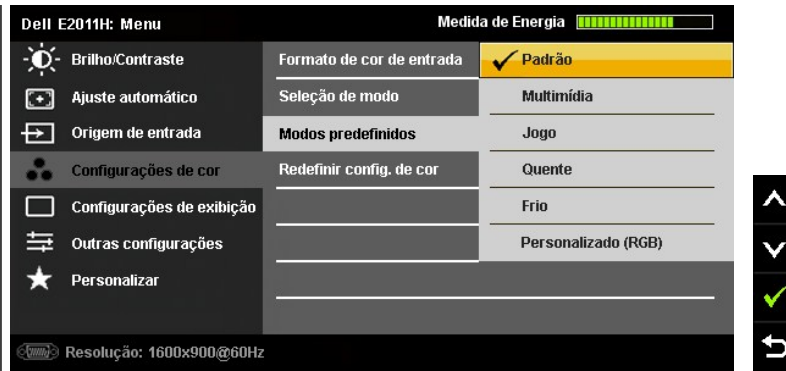 Dell E2011H: Menu
Medida de Energia
Brilho/Contraste
Ajuste automático
Origem de entrada
Configurações de cor
Configurações de exibição
Outras configurações
Personalizar
Formato de cor de entrada
Seleção de modo
Modos predefinidos
Redefinir config. de cor
Padrão
Multimídia
Jogo
Quente
Frio
Personalizado (RGB)
Resolução: 1600x900@60Hz